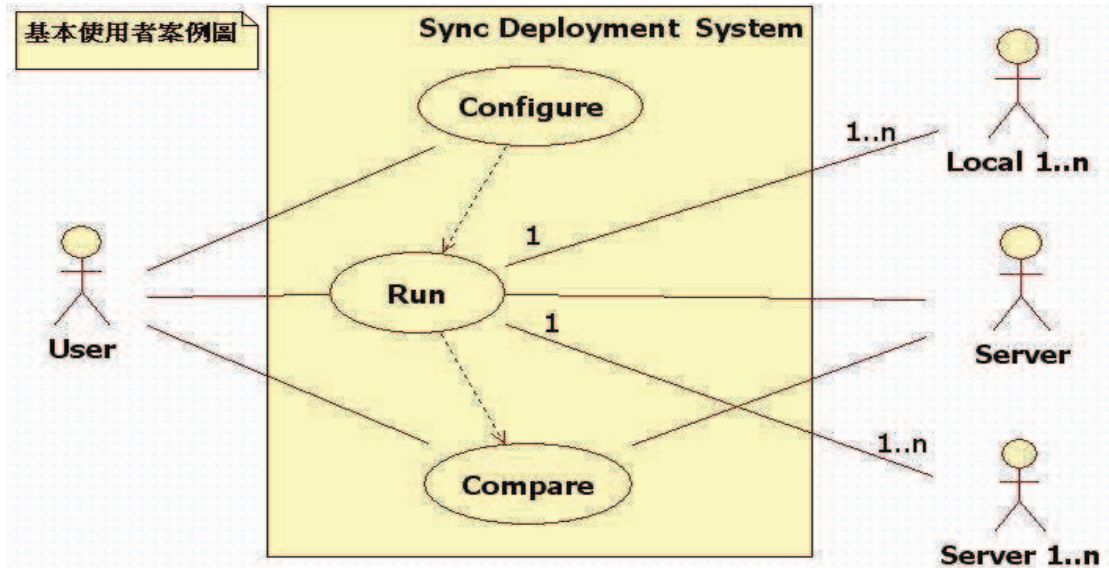 基本使用者案例圖
Sync Deployment System
Configure
1..n
Local 1..n
1
Run
User
1
Server
1..n
Compare
Server 1..n